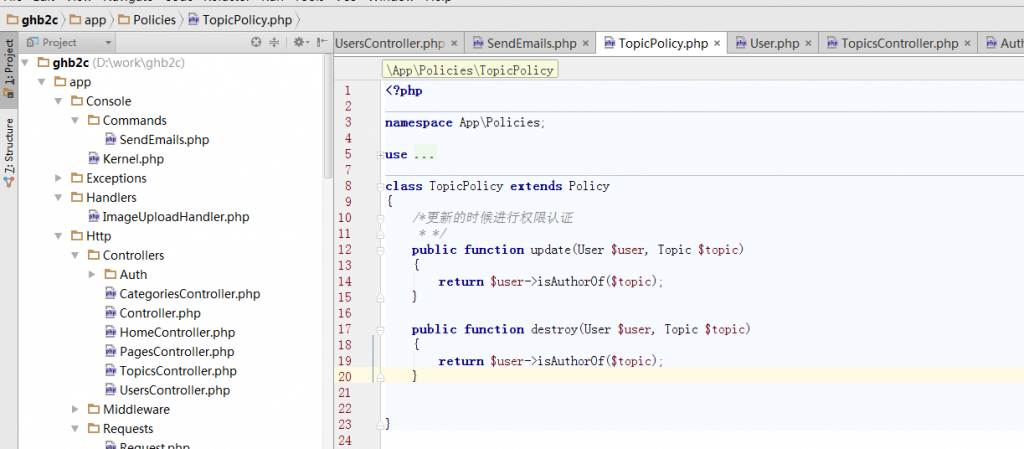 ghb2c app Policies TopicPolicy.php
Project
UsersController.php × SendEmails.php × TopicPolicy.php × User.php × TopicsController.php × Auth
1: Project
7: Structure
ghb2c (D:\work\ghb2c)
app
Console
Commands
SendEmails.php
Kernel.php
Exceptions
Handlers
ImageUploadHandler.php
Http
Controllers
Auth
CategoriesController.php
Controller.php
HomeController.php
PagesController.php
TopicsController.php
UsersController.php
Middleware
Requests
Request.php
\App\Policies\TopicPolicy
1 <?php
2
3 namespace App\Policies;
4
5 use ...
7
8 class TopicPolicy extends Policy
9 {
10 /*更新的时候进行权限认证
11 * */
12 public function update(User $user, Topic $topic)
13 {
14 return $user->isAuthorOf($topic);
15 }
16
17 public function destroy(User $user, Topic $topic)
18 {
19 return $user->isAuthorOf($topic);
20 }
21
22
23 }
24